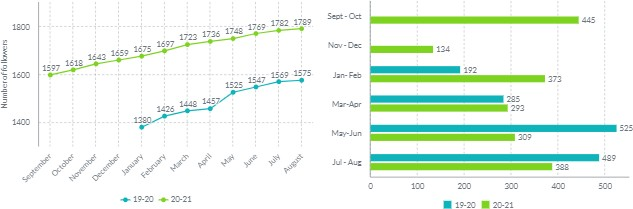 Number of followers
1800
1600
1400
1597 1618 1643 1659 1675 1697 1723 1736 1748 1769 1782 1789
1380 1426 1448 1457 1525 1547 1569 1575
September October November December January February March April May June July August
19-20 20-21
Sept - Oct 445
Nov - Dec 134
Jan- Feb 192 373
Mar-Apr 285 293
May-Jun 525 309
Jul - Aug 489 388
0 100 200 300 400 500
19-20 20-21